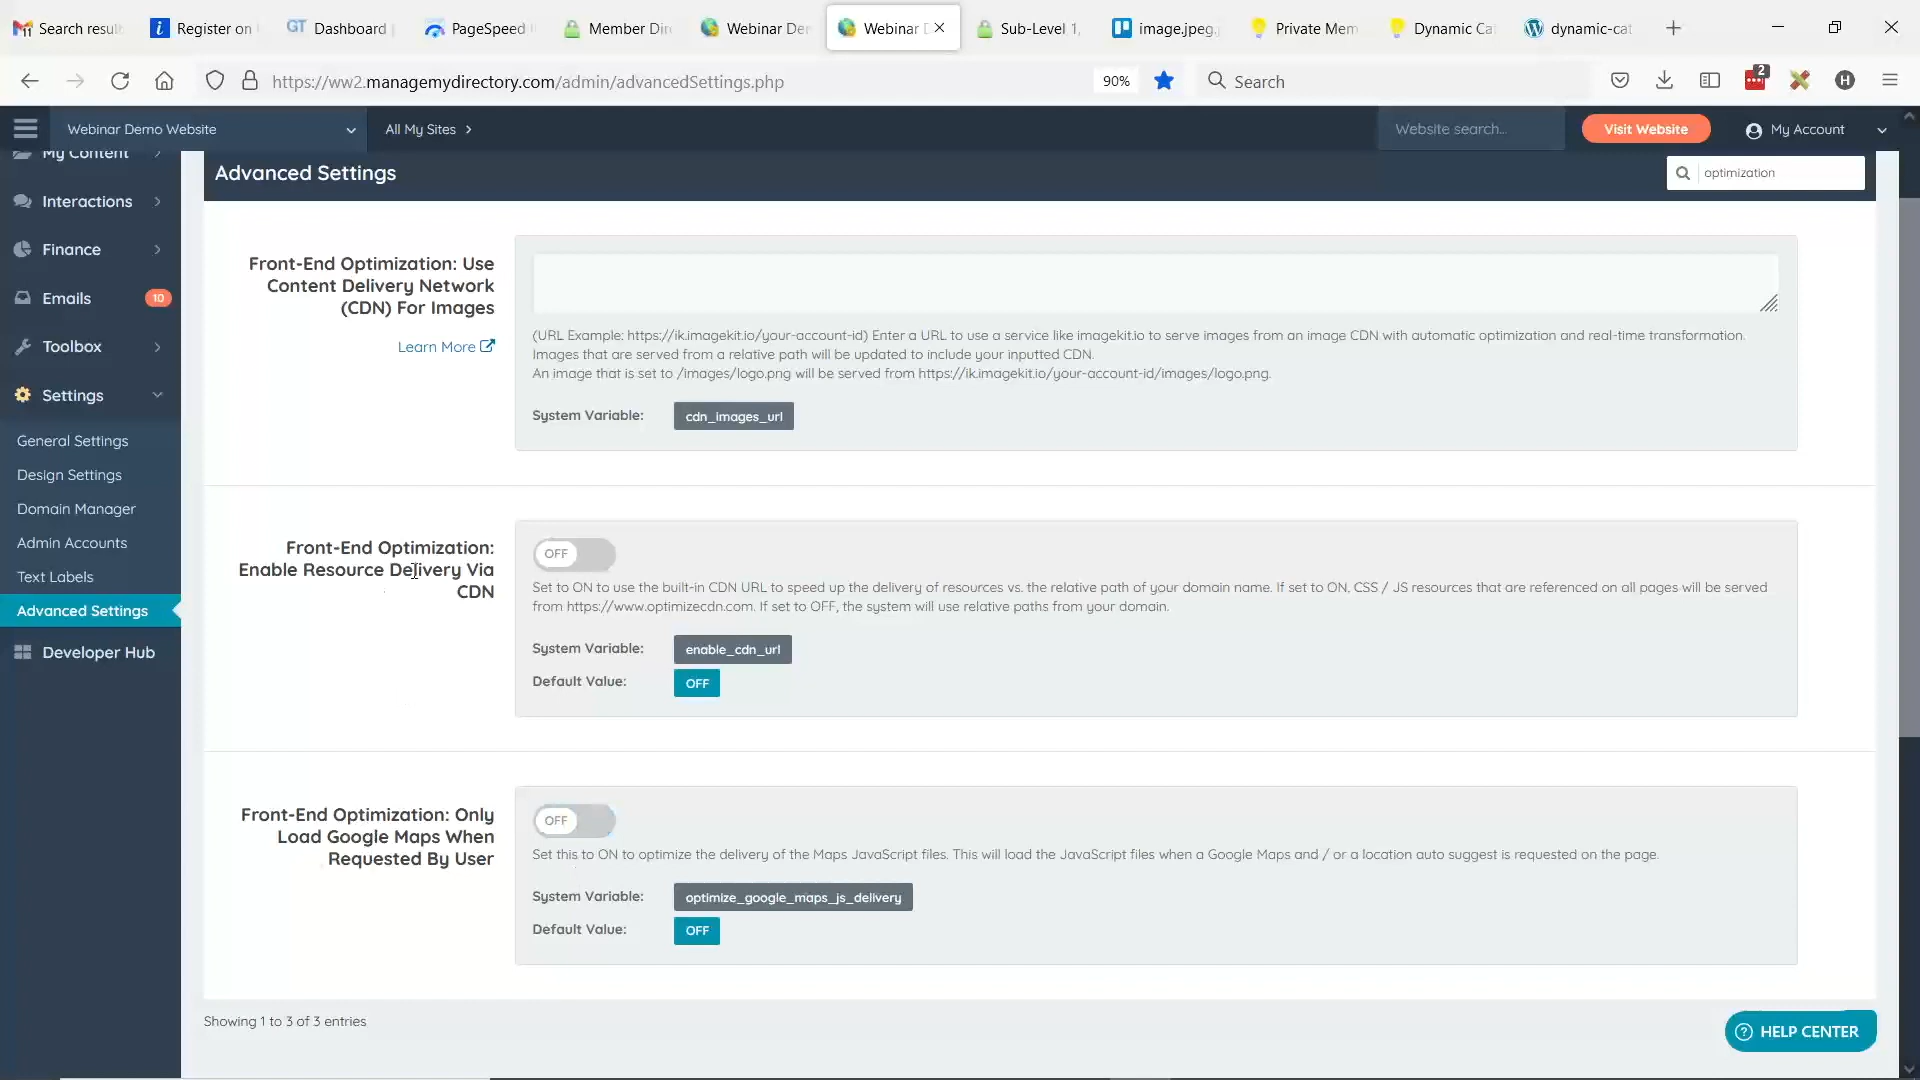 Search resul
Register on
GT Dashboard
PageSpeed
Member Dir
Webinar De
Webinar D
Sub-Level 1,
image.jpeg,
Private Mem
Dynamic Ca
dynamic-cat
https://ww2.managemydirectory.com/admin/advancedSettings.php
90%
Search
2
H
Webinar Demo Website
All My Sites
Website search...
Visit Website
My Account
My Content
Interactions
Finance
Emails 10
Toolbox
Settings
General Settings
Design Settings
Domain Manager
Admin Accounts
Text Labels
Advanced Settings
Developer Hub
Advanced Settings
optimization
Front-End Optimization: Use
Content Delivery Network
(CDN) For Images
Learn More
(URL Example: https://ik.imagekit.io/your-account-id) Enter a URL to use a service like imagekit.io to serve images from an image CDN with automatic optimization and real-time transformation.
Images that are served from a relative path will be updated to include your inputted CDN.
An image that is set to /images/logo.png will be served from https://ik.imagekit.io/your-account-id/images/logo.png.
System Variable: cdn_images_url
Front-End Optimization:
Enable Resource Delivery Via
CDN
OFF
Set to ON to use the built-in CDN URL to speed up the delivery of resources vs. the relative path of your domain name. If set to ON, CSS / JS resources that are referenced on all pages will be served
from https://www.optimizecdn.com. If set to OFF, the system will use relative paths from your domain.
System Variable: enable_cdn_url
Default Value: OFF
Front-End Optimization: Only
Load Google Maps When
Requested By User
OFF
Set this to ON to optimize the delivery of the Maps JavaScript files. This will load the JavaScript files when a Google Maps and / or a location auto suggest is requested on the page.
System Variable: optimize_google_maps_js_delivery
Default Value: OFF
Showing 1 to 3 of 3 entries
HELP CENTER